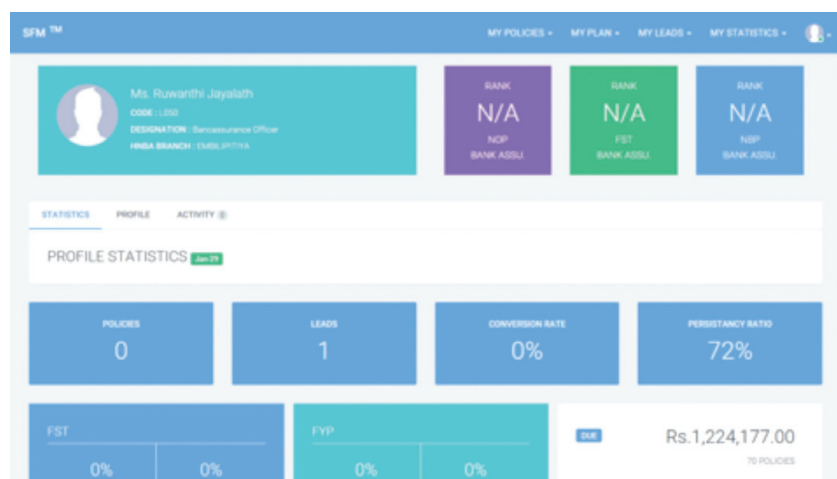 SFM TM
MY POLICIES MY PLAN MY LEADS MY STATISTICS
Ms. Ruwanthi Jayalath
CODE :
DESIGNATION : Bancassurance Officer
HNBA BRANCH : EMBILIPITIYA
RANK
N/A
NOP
BANK ASSU.
RANK
N/A
FST
BANK ASSU.
RANK
N/A
NBP
BANK ASSU.
STATISTICS PROFILE ACTIVITY
PROFILE STATISTICS Jan 29
POLICIES
0
LEADS
1
CONVERSION RATE
0%
PERSISTANCY RATIO
72%
FST
0% 0%
FYP
0% 0%
DUE Rs.1,224,177.00
70 POLICIES